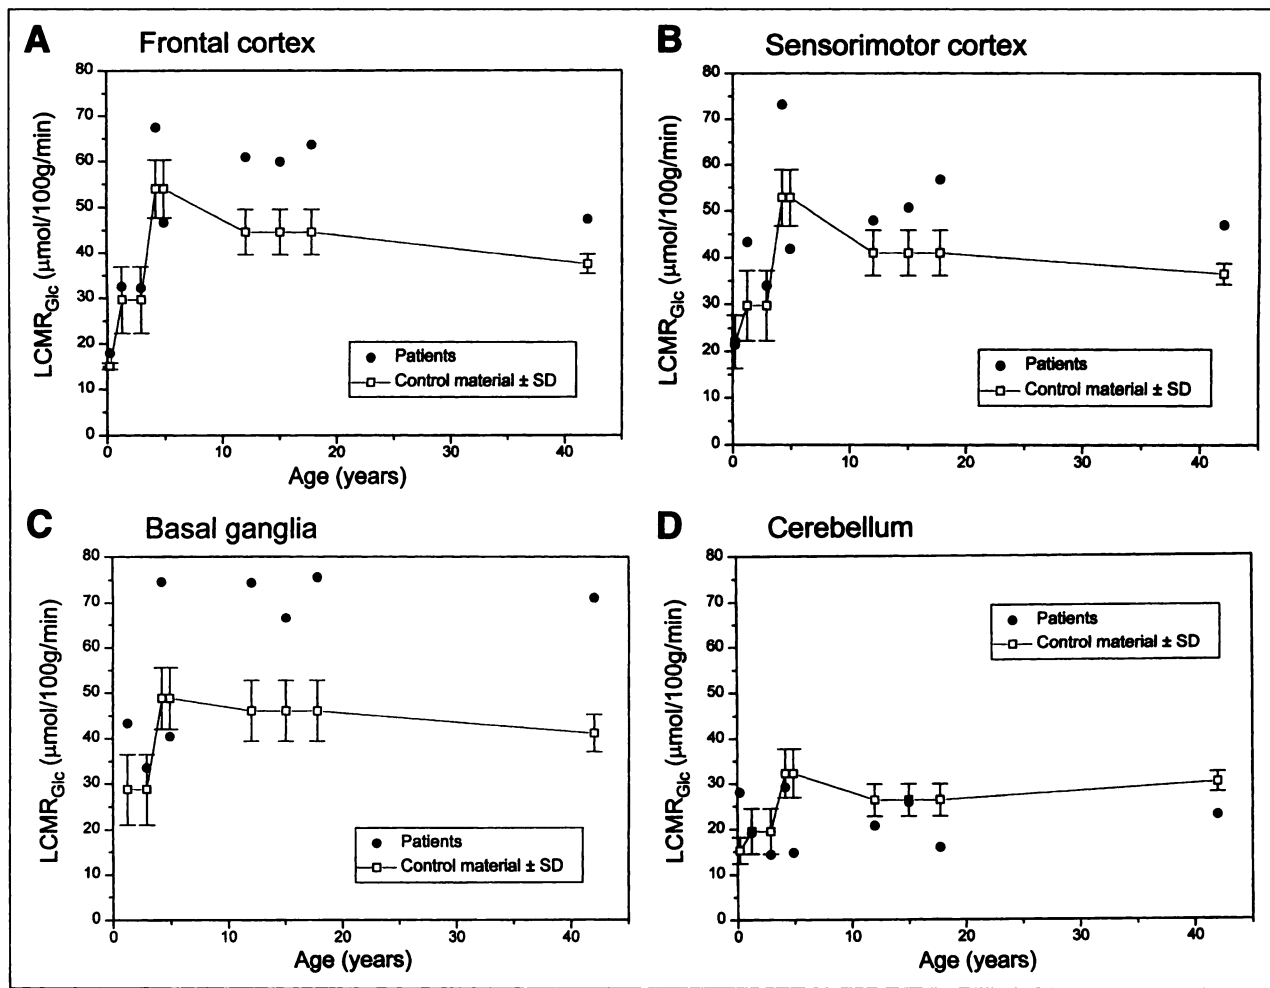 A Frontal cortex
80
70
60
50
40
30
20
10
0
LCMR_Glc (µmol/100g/min)
Patients
Control material ± SD
0 10 20 30 40
Age (years)
B Sensorimotor cortex
80
70
60
50
40
30
20
10
0
LCMR_Glc (µmol/100g/min)
Patients
Control material ± SD
0 10 20 30 40
Age (years)
C Basal ganglia
80
70
60
50
40
30
20
10
0
LCMR_Glc (µmol/100g/min)
Patients
Control material ± SD
0 10 20 30 40
Age (years)
D Cerebellum
80
70
60
50
40
30
20
10
0
LCMR_Glc (µmol/100g/min)
Patients
Control material ± SD
0 10 20 30 40
Age (years)